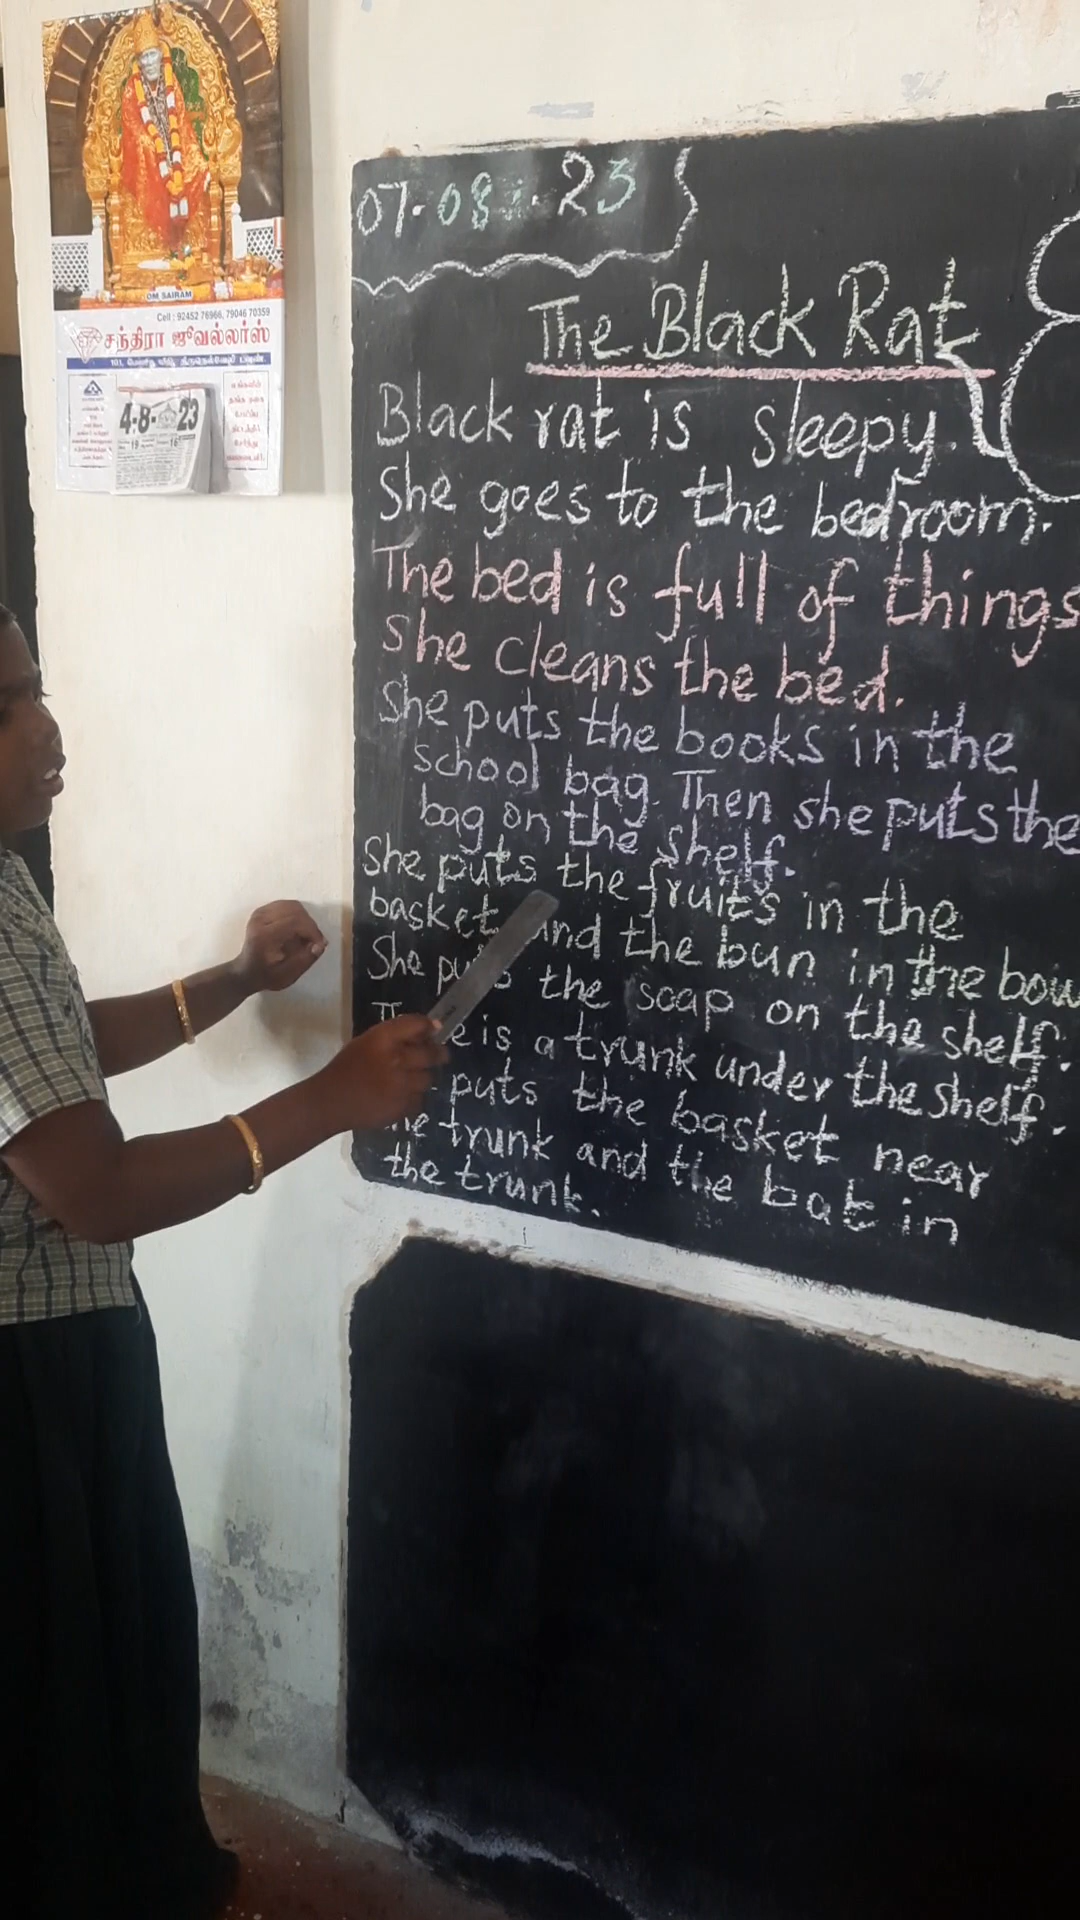 OM SAIRAM
Cell : 92452 76966, 79046 70359
சந்திரா ஜூவல்லர்ஸ்
4-8-23
07.08.23
The Black Rat
Black rat is sleepy.
She goes to the bedroom.
The bed is full of things
She cleans the bed.
She puts the books in the
school bag. Then she puts the
bag on the shelf.
She puts the fruits in the
basket and the bun in the bow
She puts the soap on the shelf.
is a trunk under the shelf.
puts the basket near
the trunk and the bat in
the trunk.